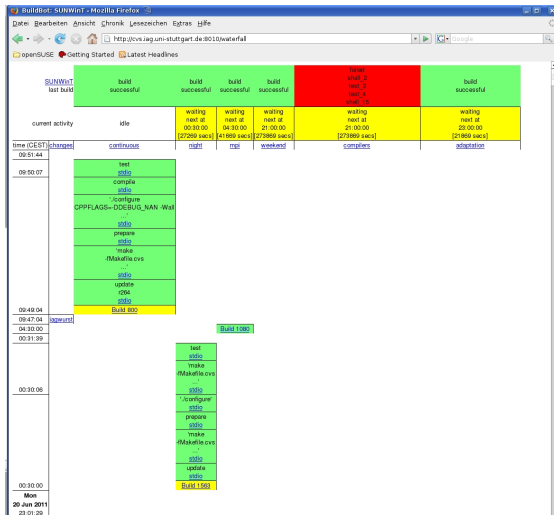 BuildBot: SUNWinT - Mozilla Firefox
Datei Bearbeiten Ansicht Chronik Lesezeichen Extras Hilfe
http://cvs.iag.uni-stuttgart.de:8010/waterfall
Google
openSUSE Getting Started Latest Headlines
SUNWinT
last build
build
successful
build
successful
build
successful
build
successful
failed
shell_2
test_2
test_4
shell_15
build
successful
current activity
idle
waiting
next at
00:30:00
[27269 secs]
waiting
next at
04:30:00
[41669 secs]
waiting
next at
21:00:00
[273869 secs]
waiting
next at
21:00:00
[273869 secs]
waiting
next at
23:00:00
[21869 secs]
time (CEST) changes continuous night mpi weekend compilers adaptation
09:51:44
test
09:50:07 stdio
compile
stdio
'./configure
CPPFLAGS=-DDEBUG_NAN -Wall
...'
stdio
prepare
stdio
'make
-fMakefile.cvs
...'
stdio
update
r264
stdio
09:49:04 Build 800
09:47:04 iagwurst
04:30:00 Build 1080
00:31:39
test
stdio
'make
-fMakefile.cvs
...'
00:30:06 stdio
'./configure'
stdio
prepare
stdio
'make
-fMakefile.cvs
...'
stdio
update
stdio
00:30:00 Build 1563
Mon
20 Jun 2011
23:01:29